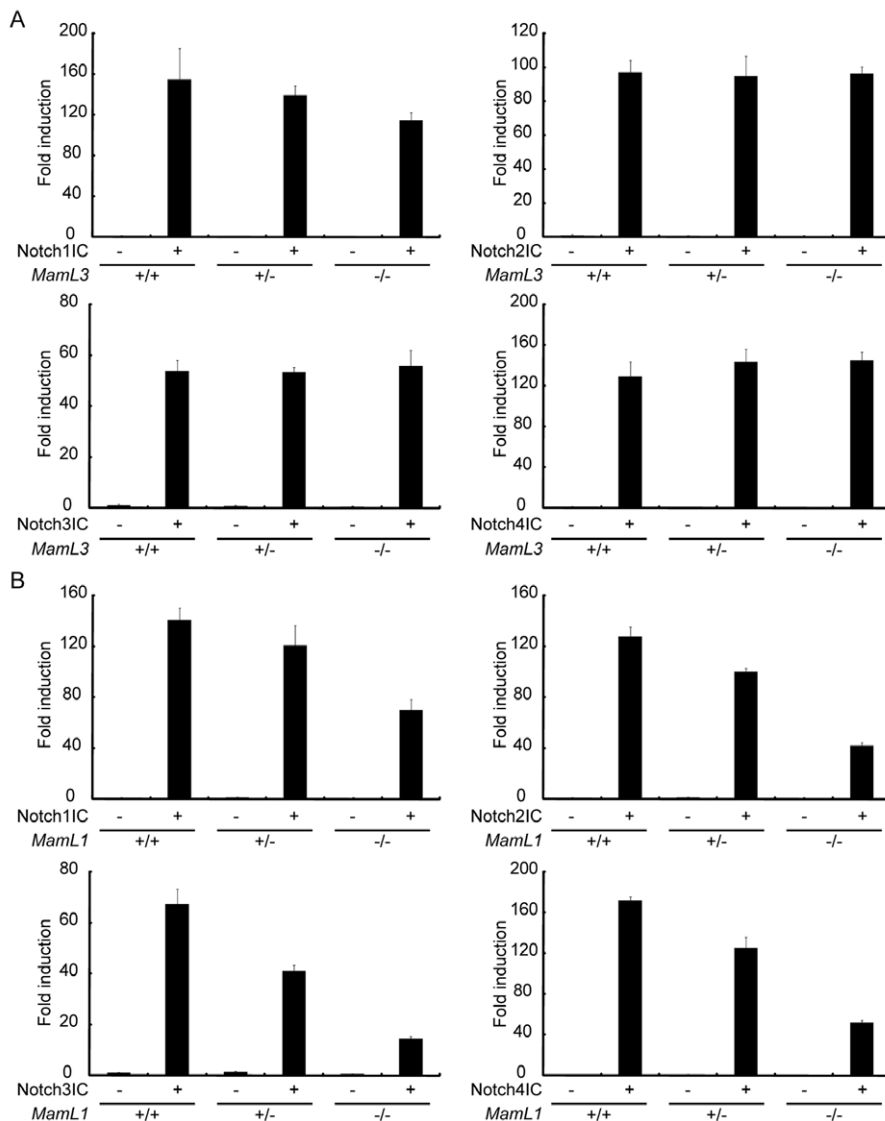 A
200
160
120
80
40
0
Fold induction
Notch1IC - + - + - +
MamL3 +/+ +/- -/-
120
100
80
60
40
20
0
Fold induction
Notch2IC - + - + - +
MamL3 +/+ +/- -/-
80
60
40
20
0
Fold induction
Notch3IC - + - + - +
MamL3 +/+ +/- -/-
200
160
120
80
40
0
Fold induction
Notch4IC - + - + - +
MamL3 +/+ +/- -/-
B
160
120
80
40
0
Fold induction
Notch1IC - + - + - +
MamL1 +/+ +/- -/-
160
120
80
40
0
Fold induction
Notch2IC - + - + - +
MamL1 +/+ +/- -/-
80
60
40
20
0
Fold induction
Notch3IC - + - + - +
MamL1 +/+ +/- -/-
200
160
120
80
40
0
Fold induction
Notch4IC - + - + - +
MamL1 +/+ +/- -/-